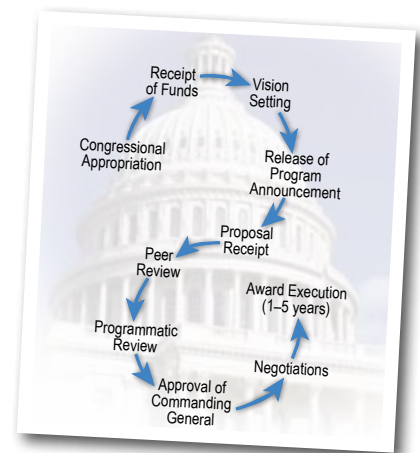 Congressional
Appropriation
Receipt
of Funds
Vision
Setting
Release of
Program
Announcement
Proposal
Receipt
Peer
Review
Programmatic
Review
Approval of
Commanding
General
Negotiations
Award Execution
(1–5 years)